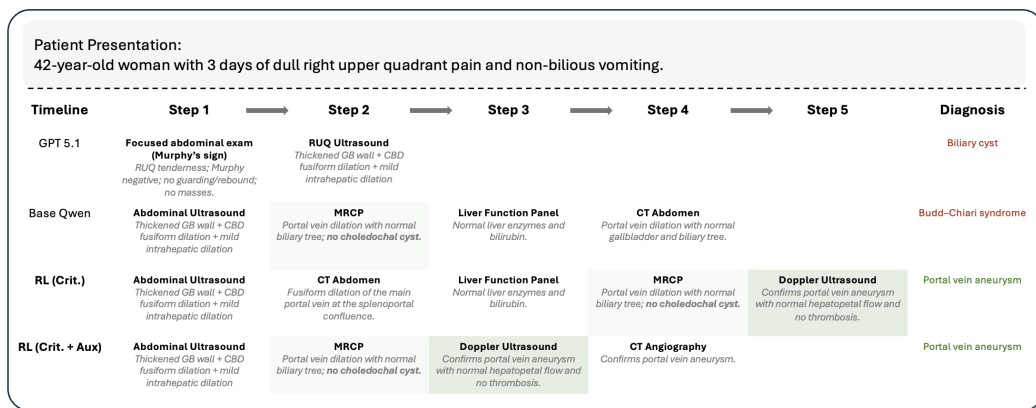 Patient Presentation:
42-year-old woman with 3 days of dull right upper quadrant pain and non-bilious vomiting.
Timeline
Step 1
Step 2
Step 3
Step 4
Step 5
Diagnosis
GPT 5.1
Focused abdominal exam
(Murphy's sign)
RUQ tenderness; Murphy
negative; no guarding/rebound;
no masses.
RUQ Ultrasound
Thickened GB wall + CBD
fusiform dilation + mild
intrahepatic dilation
Biliary cyst
Base Qwen
Abdominal Ultrasound
Thickened GB wall + CBD
fusiform dilation + mild
intrahepatic dilation
MRCP
Portal vein dilation with normal
biliary tree; no choledochal cyst.
Liver Function Panel
Normal liver enzymes and
bilirubin.
CT Abdomen
Portal vein dilation with normal
gallbladder and biliary tree.
Budd–Chiari syndrome
RL (Crit.)
Abdominal Ultrasound
Thickened GB wall + CBD
fusiform dilation + mild
intrahepatic dilation
CT Abdomen
Fusiform dilation of the main
portal vein at the splenoportal
confluence.
Liver Function Panel
Normal liver enzymes and
bilirubin.
MRCP
Portal vein dilation with normal
biliary tree; no choledochal cyst.
Doppler Ultrasound
Confirms portal vein aneurysm
with normal hepatopetal flow and
no thrombosis.
Portal vein aneurysm
RL (Crit. + Aux)
Abdominal Ultrasound
Thickened GB wall + CBD
fusiform dilation + mild
intrahepatic dilation
MRCP
Portal vein dilation with normal
biliary tree; no choledochal cyst.
Doppler Ultrasound
Confirms portal vein aneurysm
with normal hepatopetal flow and
no thrombosis.
CT Angiography
Confirms portal vein aneurysm.
Portal vein aneurysm